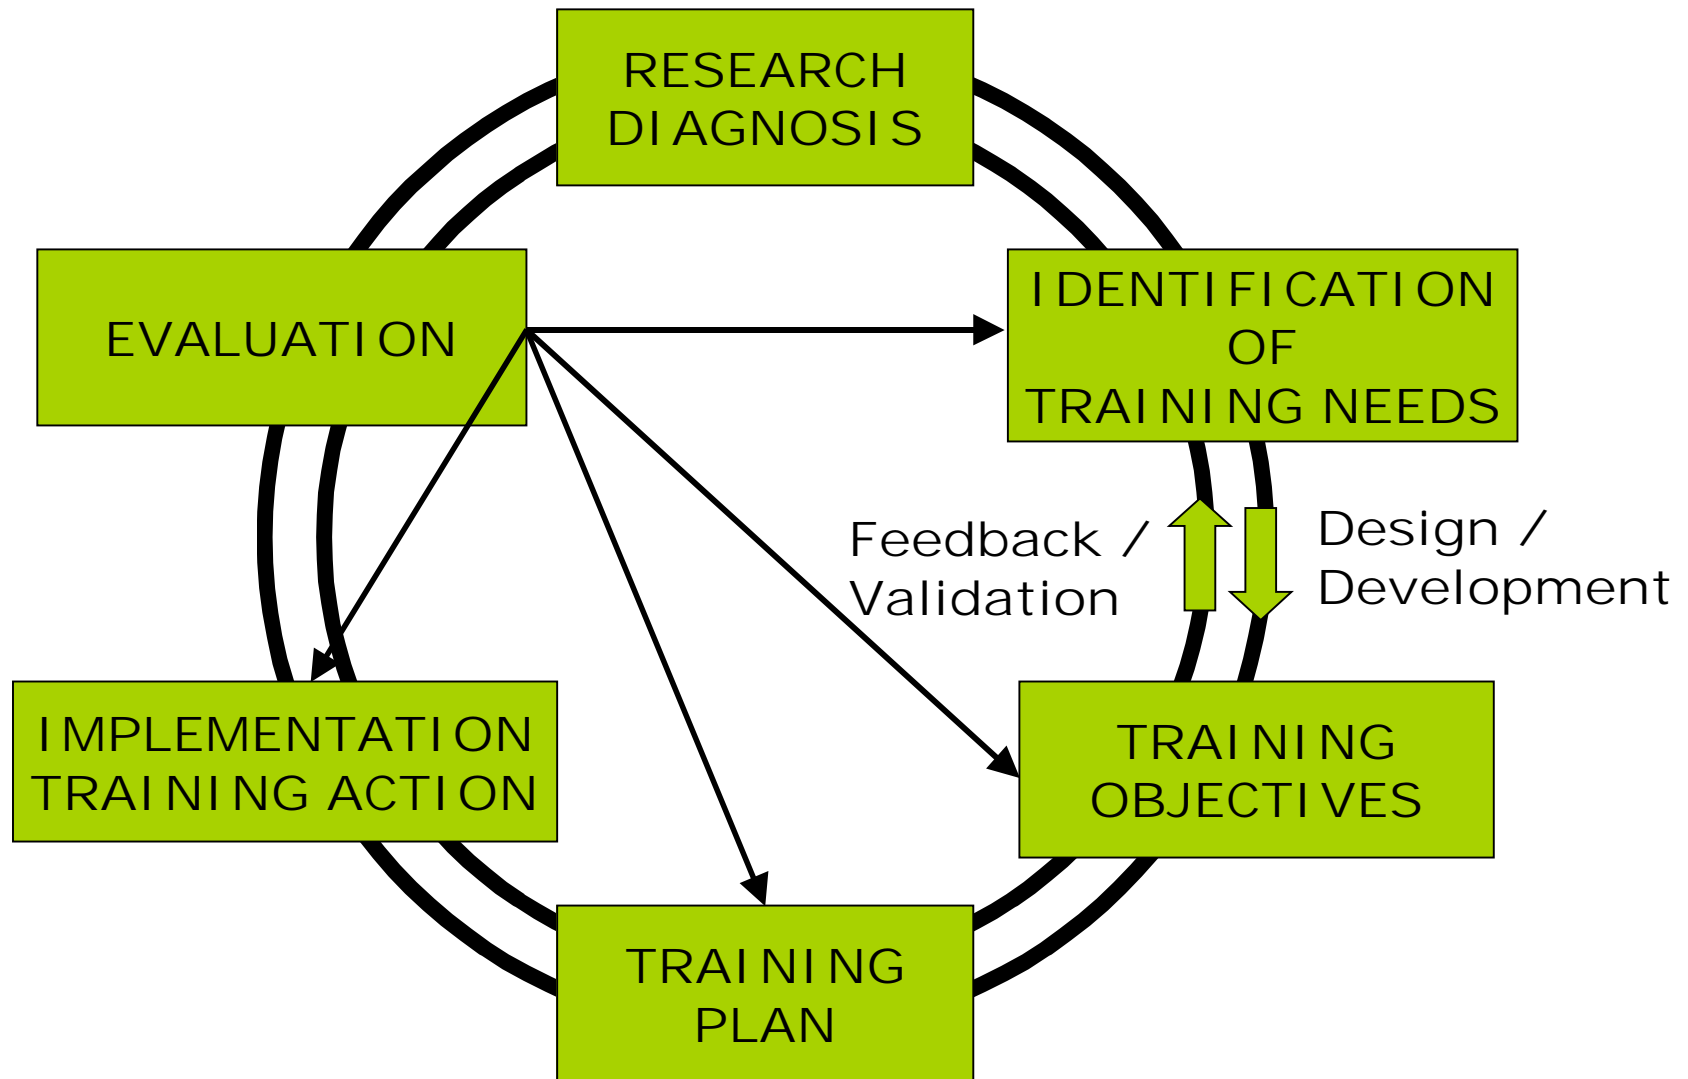 RESEARCH
DIAGNOSIS
EVALUATION
IDENTIFICATION
OF
TRAINING NEEDS
Feedback /
Validation
Design /
Development
IMPLEMENTATION
TRAINING ACTION
TRAINING
OBJECTIVES
TRAINING
PLAN